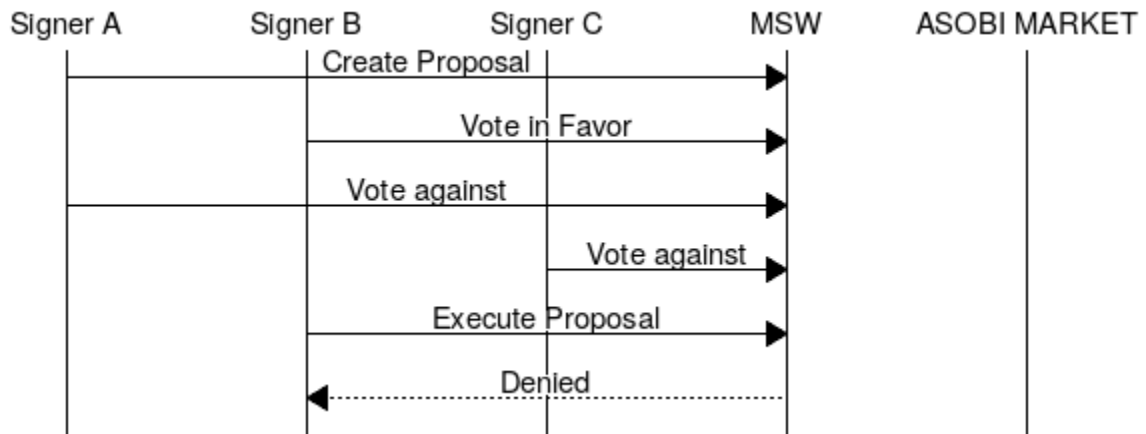 Signer A Signer B Signer C MSW ASOBI MARKET
Create Proposal
Vote in Favor
Vote against
Vote against
Execute Proposal
Denied